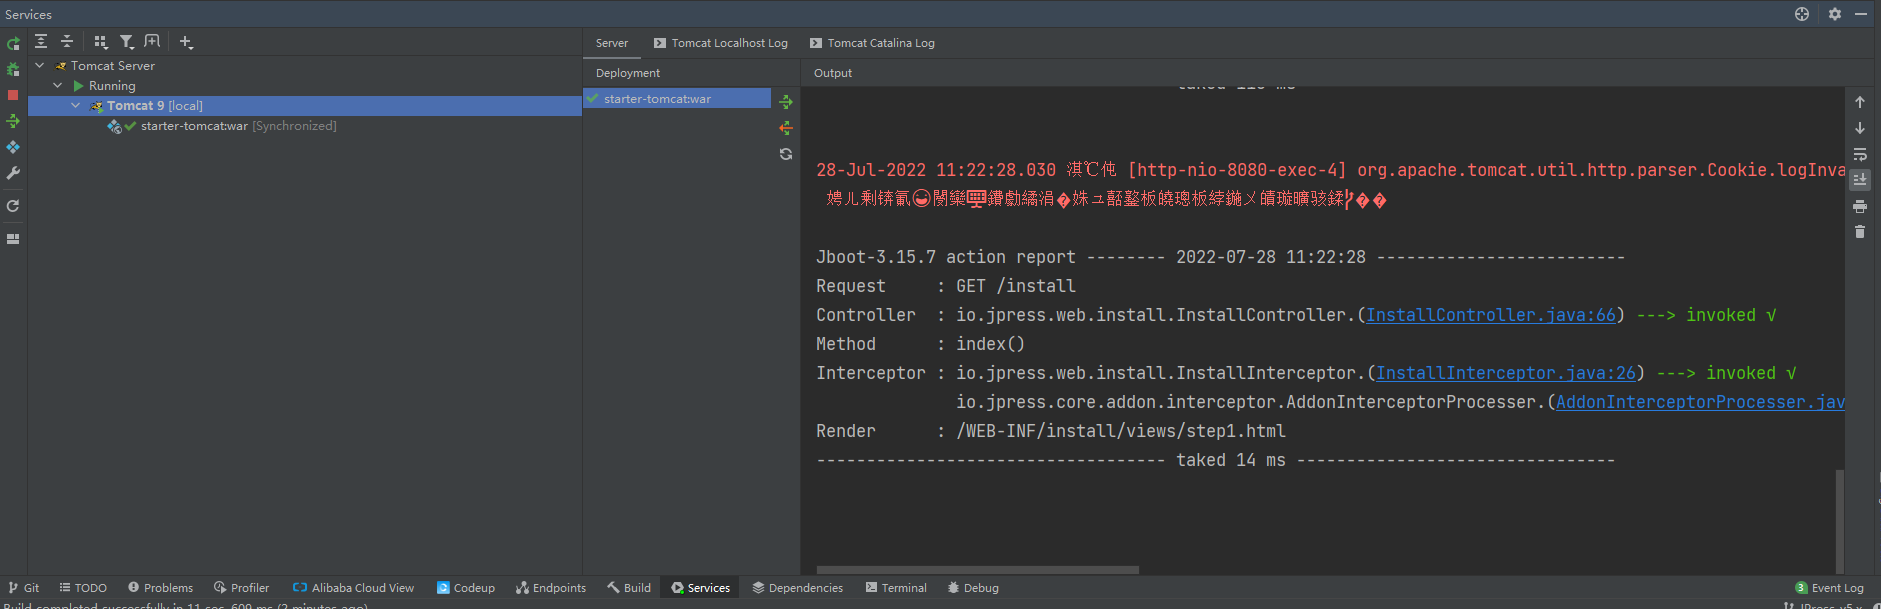 Services
Server
Tomcat Localhost Log
Tomcat Catalina Log
Tomcat Server
Running
Tomcat 9 [local]
starter-tomcat:war [Synchronized]
Deployment
starter-tomcat:war
Output
28-Jul-2022 11:22:28.030 淇℃伅 [http-nio-8080-exec-4] org.apache.tomcat.util.http.parser.Cookie.logInva
Jboot-3.15.7 action report -------- 2022-07-28 11:22:28 -------------------------
Request : GET /install
Controller : io.jpress.web.install.InstallController.(InstallController.java:66) ---> invoked √
Method : index()
Interceptor : io.jpress.web.install.InstallInterceptor.(InstallInterceptor.java:26) ---> invoked √
io.jpress.core.addon.interceptor.AddonInterceptorProcesser.(AddonInterceptorProcesser.jav
Render : /WEB-INF/install/views/step1.html
----------------------------------- taked 14 ms --------------------------------
Git TODO Problems Profiler Alibaba Cloud View Codeup Endpoints Build Services Dependencies Terminal Debug 3 Event Log
Build completed successfully in 11 sec, 609 ms (2 minutes ago)